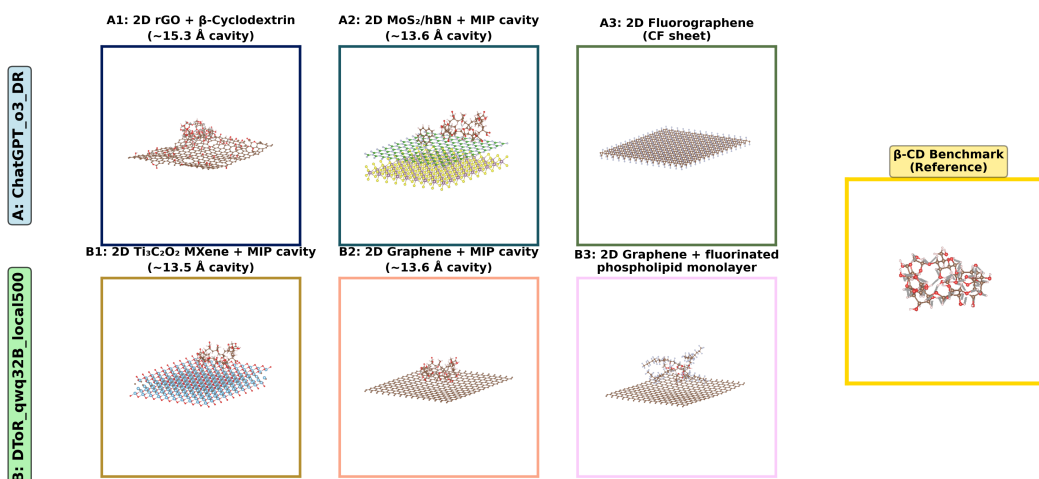 A1: 2D rGO + β-Cyclodextrin
(~15.3 Å cavity)
A2: 2D MoS₂/hBN + MIP cavity
(~13.6 Å cavity)
A3: 2D Fluorographene
(CF sheet)
A: ChatGPT_o3_DR
β-CD Benchmark
(Reference)
B1: 2D Ti₃C₂O₂ MXene + MIP cavity
(~13.5 Å cavity)
B2: 2D Graphene + MIP cavity
(~13.6 Å cavity)
B3: 2D Graphene + fluorinated
phospholipid monolayer
B: DToR_qwq32B_local500